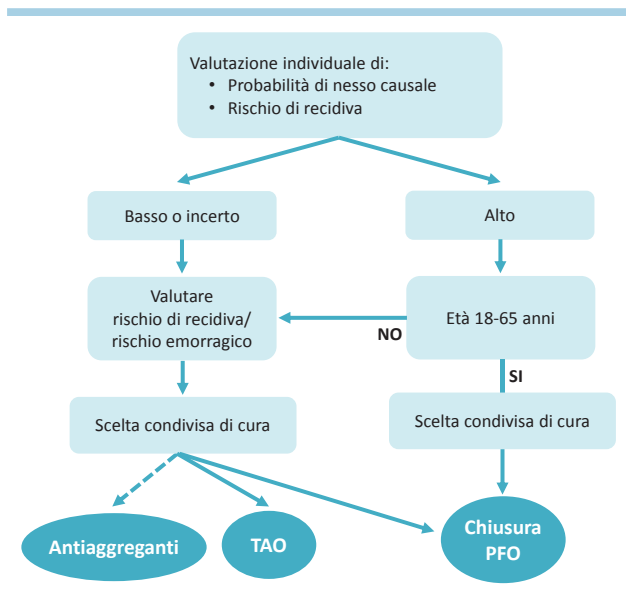 Valutazione individuale di:
• Probabilità di nesso causale
• Rischio di recidiva
Basso o incerto
Alto
Valutare
rischio di recidiva/
rischio emorragico
Età 18-65 anni
NO
SI
Scelta condivisa di cura
Scelta condivisa di cura
Antiaggreganti
TAO
Chiusura
PFO